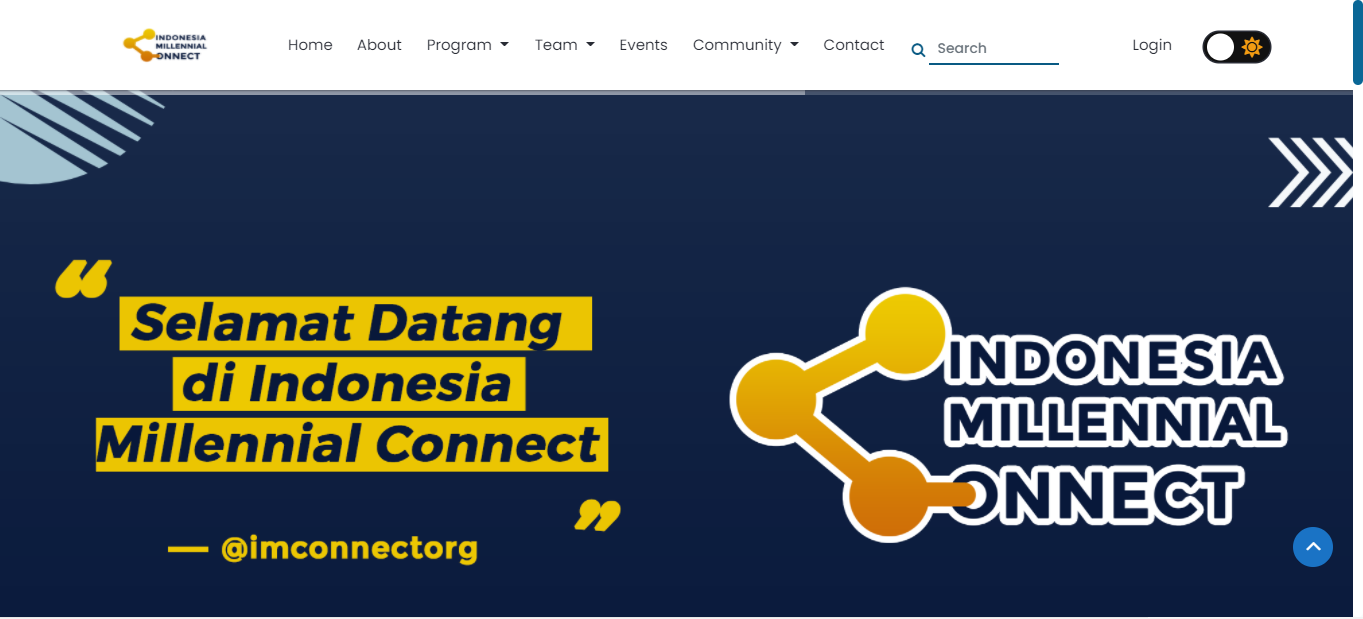 INDONESIA
MILLENNIAL
ONNECT
Home About Program Team Events Community Contact Search Login
“
Selamat Datang
di Indonesia
Millennial Connect
”
— @imconnectorg
INDONESIA
MILLENNIAL
ONNECT